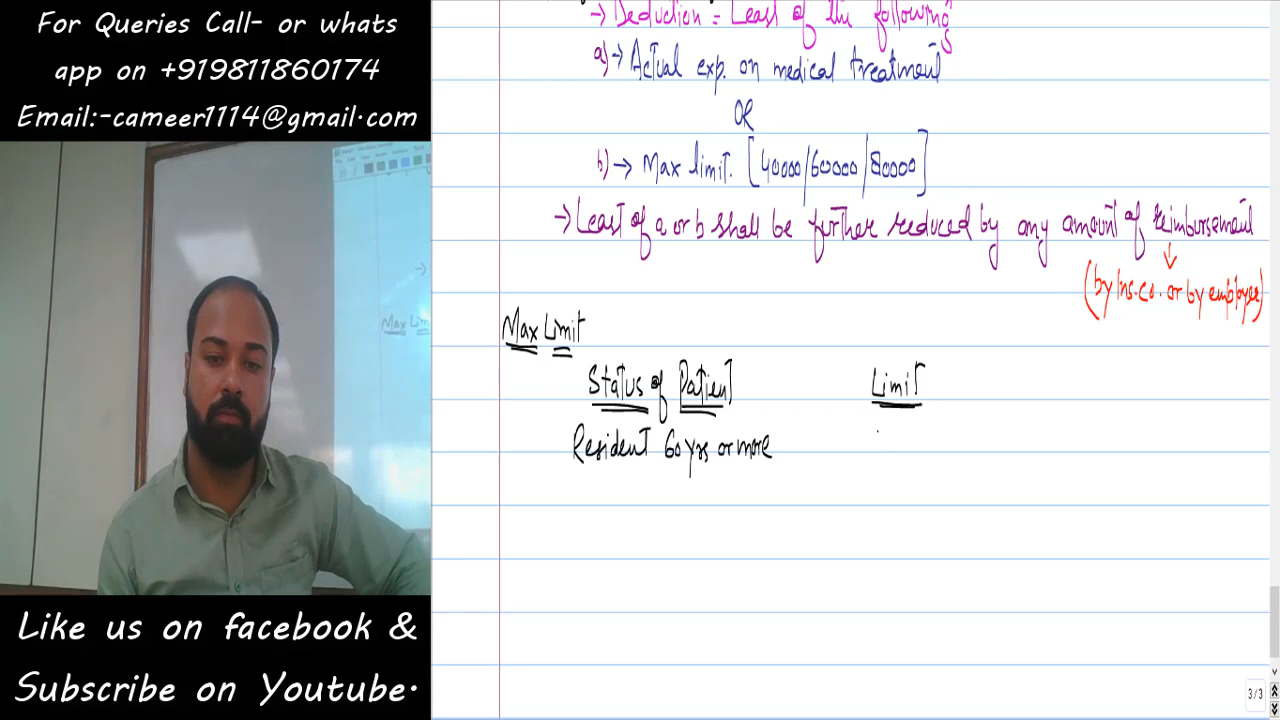 For Queries Call- or whats
app on +919811860174
Email:-cameer1114@gmail.com
→ Deduction = Least of the following
a) → Actual exp. on medical treatment
OR
b) → Max limit. [40000/60000/80000]
→ Least of a or b shall be further reduced by any amount of reimbursement
(by Ins. co. or by employer)
Max Limit
Status of Patient
Limit
Resident 60 yrs or more
Like us on facebook &
Subscribe on Youtube.
3/3